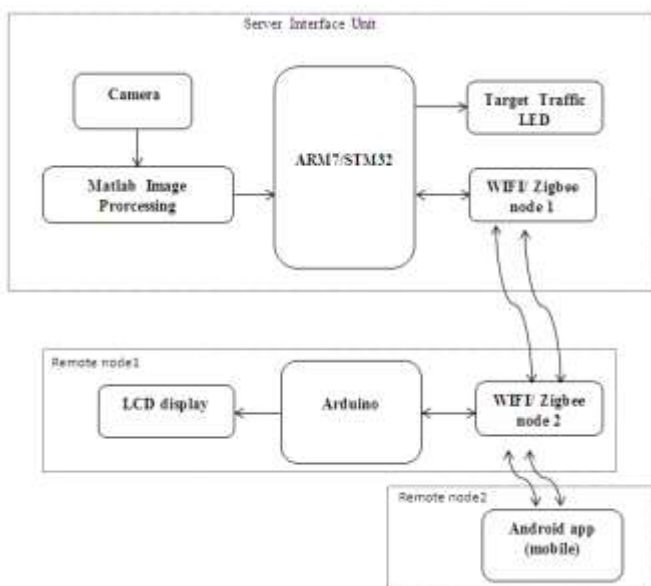 Server Interface Unit
Camera
Target Traffic
LED
ARM7/STM32
Matlab Image
Prorcessing
WIFI/ Zigbee
node 1
Remote node1
LCD display
Arduino
WIFI/ Zigbee
node 2
Remote node2
Android app
(mobile)